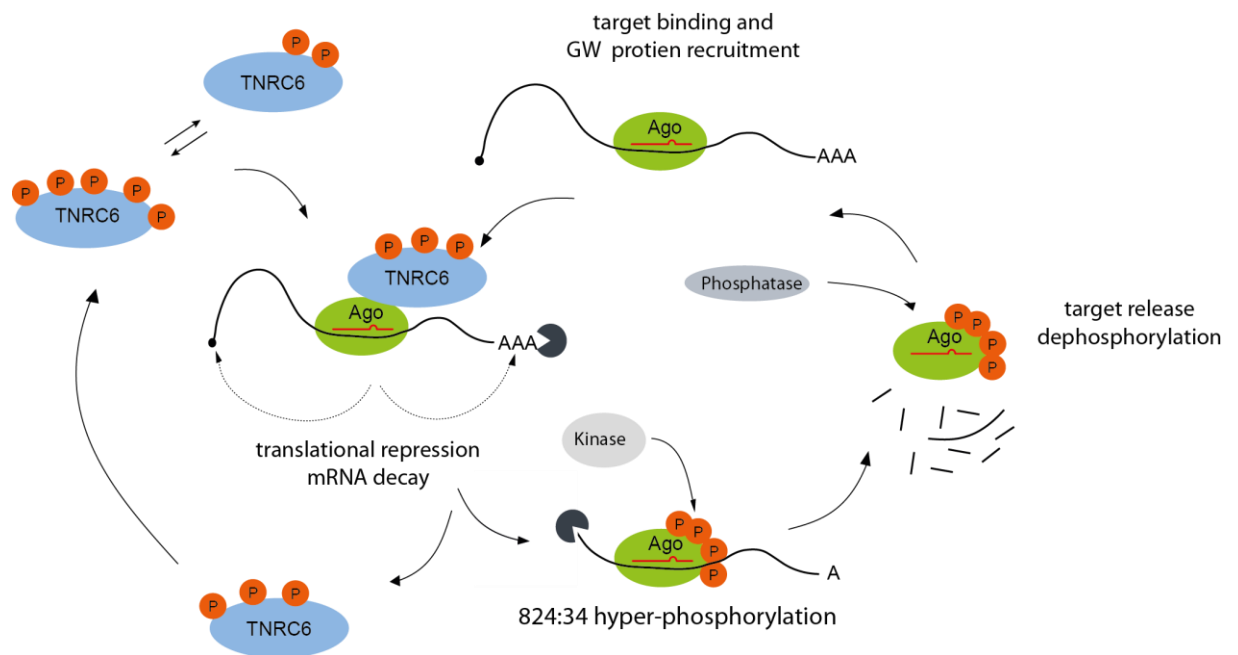 target binding and
GW protien recruitment
P
P
TNRC6
Ago
AAA
P
P
P
P
P
TNRC6
P
P
P
TNRC6
Ago
AAA
Phosphatase
P
P
P
P
Ago
target release
dephosphorylation
translational repression
mRNA decay
Kinase
P
P
P
P
Ago
A
824:34 hyper-phosphorylation
P
P
P
TNRC6